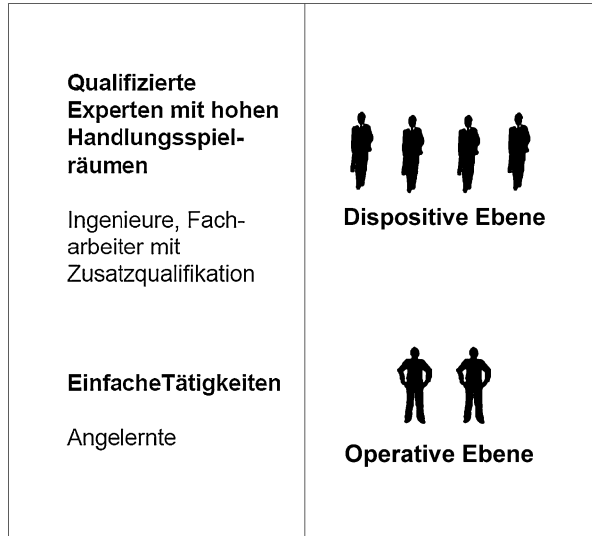 Qualifizierte
Experten mit hohen
Handlungsspiel-
räumen
Ingenieure, Fach-
arbeiter mit
Zusatzqualifikation
Dispositive Ebene
EinfacheTätigkeiten
Angelernte
Operative Ebene